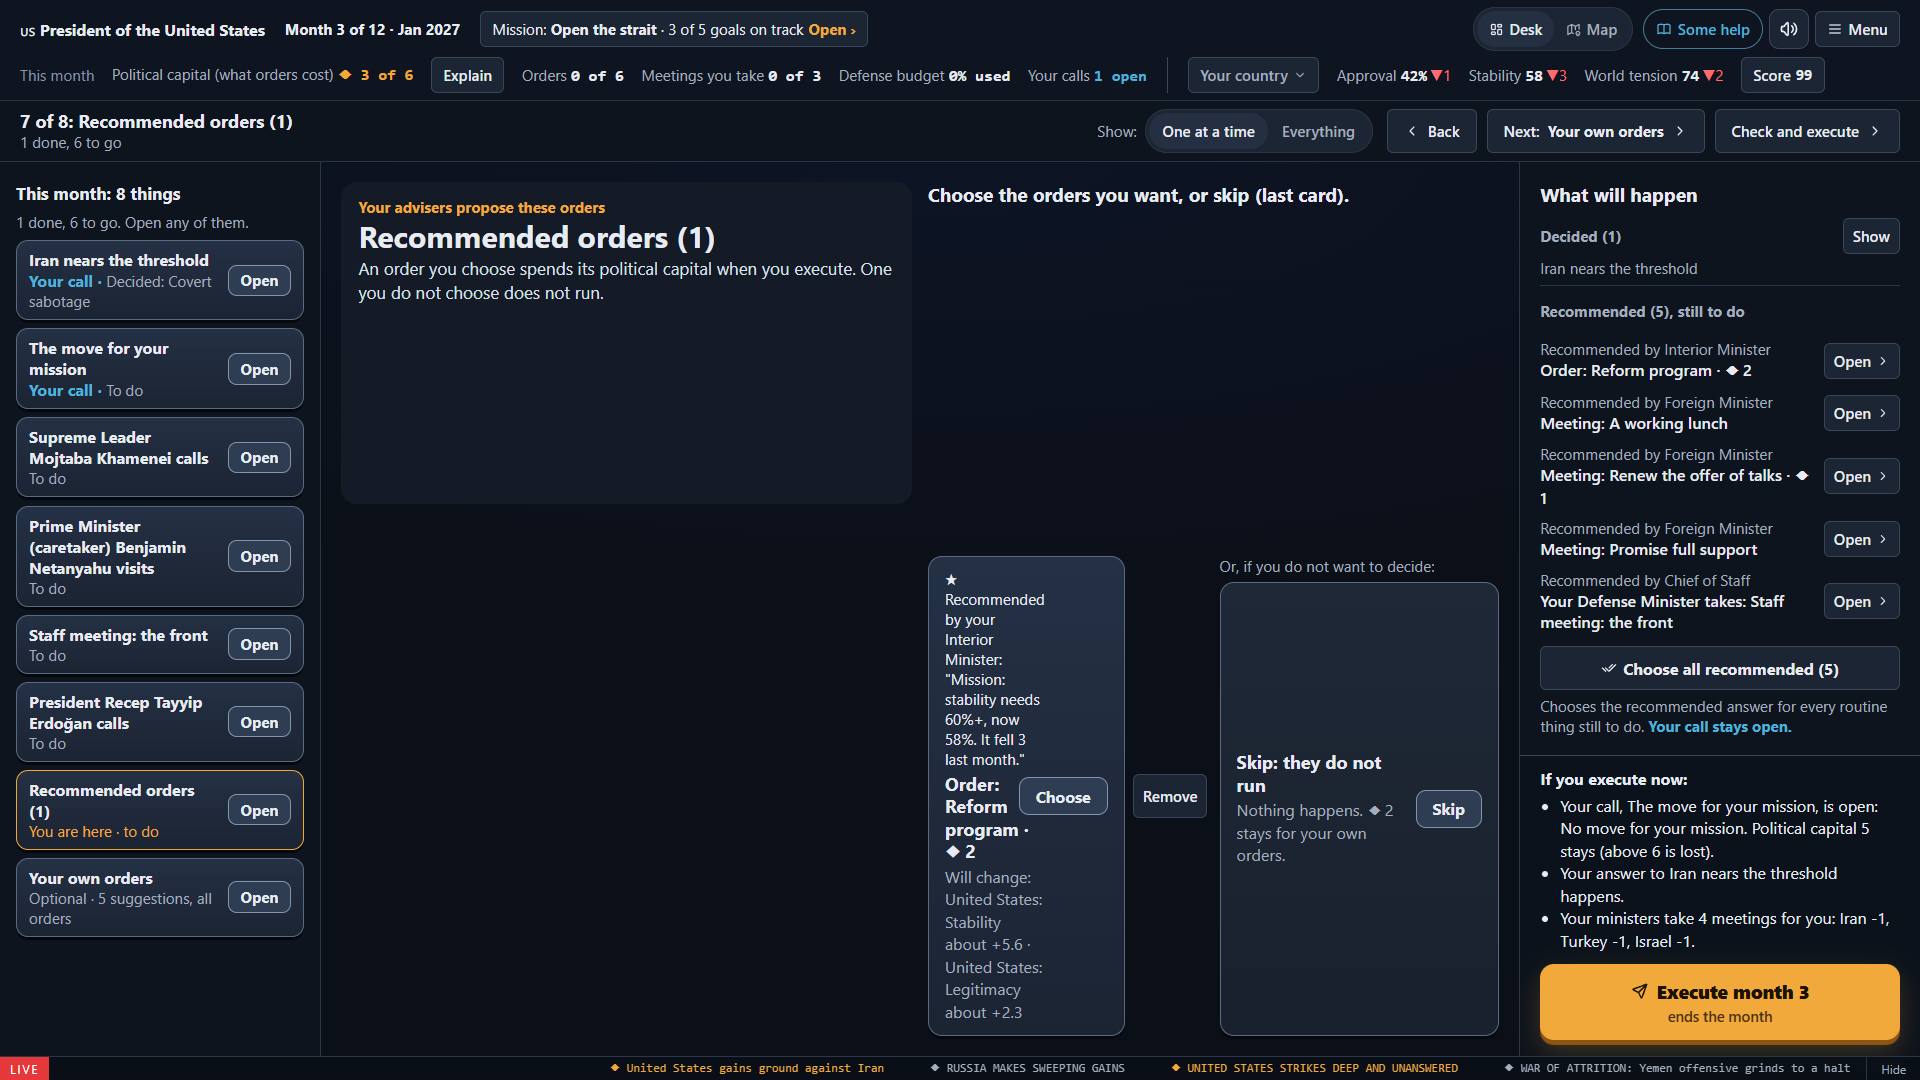 US President of the United States
Month 3 of 12 · Jan 2027
Mission: Open the strait · 3 of 5 goals on track Open ›
Desk
Map
Some help
Menu
This month
Political capital (what orders cost) ◆ 3 of 6
Explain
Orders 0 of 6
Meetings you take 0 of 3
Defense budget 0% used
Your calls 1 open
Your country
Approval 42% ▼1
Stability 58 ▼3
World tension 74 ▼2
Score 99
7 of 8: Recommended orders (1)
1 done, 6 to go
Show:
One at a time
Everything
Back
Next: Your own orders
Check and execute
This month: 8 things
1 done, 6 to go. Open any of them.
Iran nears the threshold
Your call · Decided: Covert
sabotage
Open
The move for your
mission
Your call · To do
Open
Supreme Leader
Mojtaba Khamenei calls
To do
Open
Prime Minister
(caretaker) Benjamin
Netanyahu visits
To do
Open
Staff meeting: the front
To do
Open
President Recep Tayyip
Erdoğan calls
To do
Open
Recommended orders
(1)
You are here · to do
Open
Your own orders
Optional · 5 suggestions, all
orders
Open
Your advisers propose these orders
Recommended orders (1)
An order you choose spends its political capital when you execute. One
you do not choose does not run.
Choose the orders you want, or skip (last card).
★
Recommended
by your
Interior
Minister:
"Mission:
stability needs
60%+, now
58%. It fell 3
last month."
Order:
Reform
program ·
◆ 2
Choose
Will change:
United States:
Stability
about +5.6 ·
United States:
Legitimacy
about +2.3
Remove
Or, if you do not want to decide:
Skip: they do not
run
Nothing happens. ◆ 2
stays for your own
orders.
Skip
What will happen
Decided (1)
Show
Iran nears the threshold
Recommended (5), still to do
Recommended by Interior Minister
Order: Reform program · ◆ 2
Open
Recommended by Foreign Minister
Meeting: A working lunch
Open
Recommended by Foreign Minister
Meeting: Renew the offer of talks · ◆
1
Open
Recommended by Foreign Minister
Meeting: Promise full support
Open
Recommended by Chief of Staff
Your Defense Minister takes: Staff
meeting: the front
Open
Choose all recommended (5)
Chooses the recommended answer for every routine
thing still to do. Your call stays open.
If you execute now:
• Your call, The move for your mission, is open:
No move for your mission. Political capital 5
stays (above 6 is lost).
• Your answer to Iran nears the threshold
happens.
• Your ministers take 4 meetings for you: Iran -1,
Turkey -1, Israel -1.
Execute month 3
ends the month
LIVE
◆ United States gains ground against Iran
◆ RUSSIA MAKES SWEEPING GAINS
◆ UNITED STATES STRIKES DEEP AND UNANSWERED
◆ WAR OF ATTRITION: Yemen offensive grinds to a halt
Hide